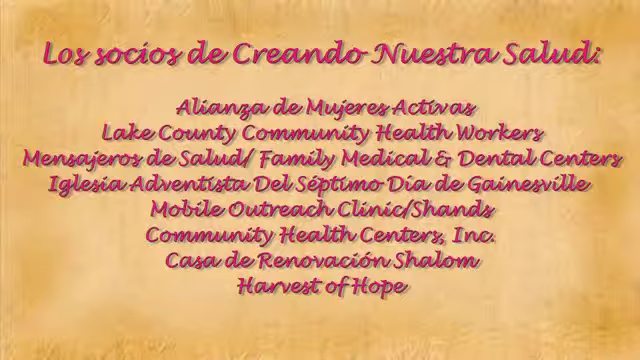 Los socios de Creando Nuestra Salud:
Alianza de Mujeres Activas
Lake County Community Health Workers
Mensajeros de Salud/ Family Medical & Dental Centers
Iglesia Adventista Del Séptimo Dia de Gainesville
Mobile Outreach Clinic/Shands
Community Health Centers, Inc.
Casa de Renovación Shalom
Harvest of Hope